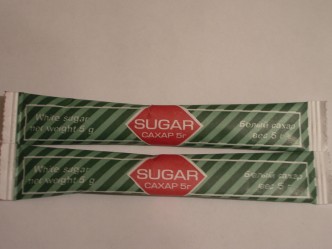 White sugar
net weight 5 g
SUGAR
САХАР 5г
Белый сахар
вес 5 г
White sugar
net weight 5 g
SUGAR
САХАР 5г
Белый сахар
вес 5 г